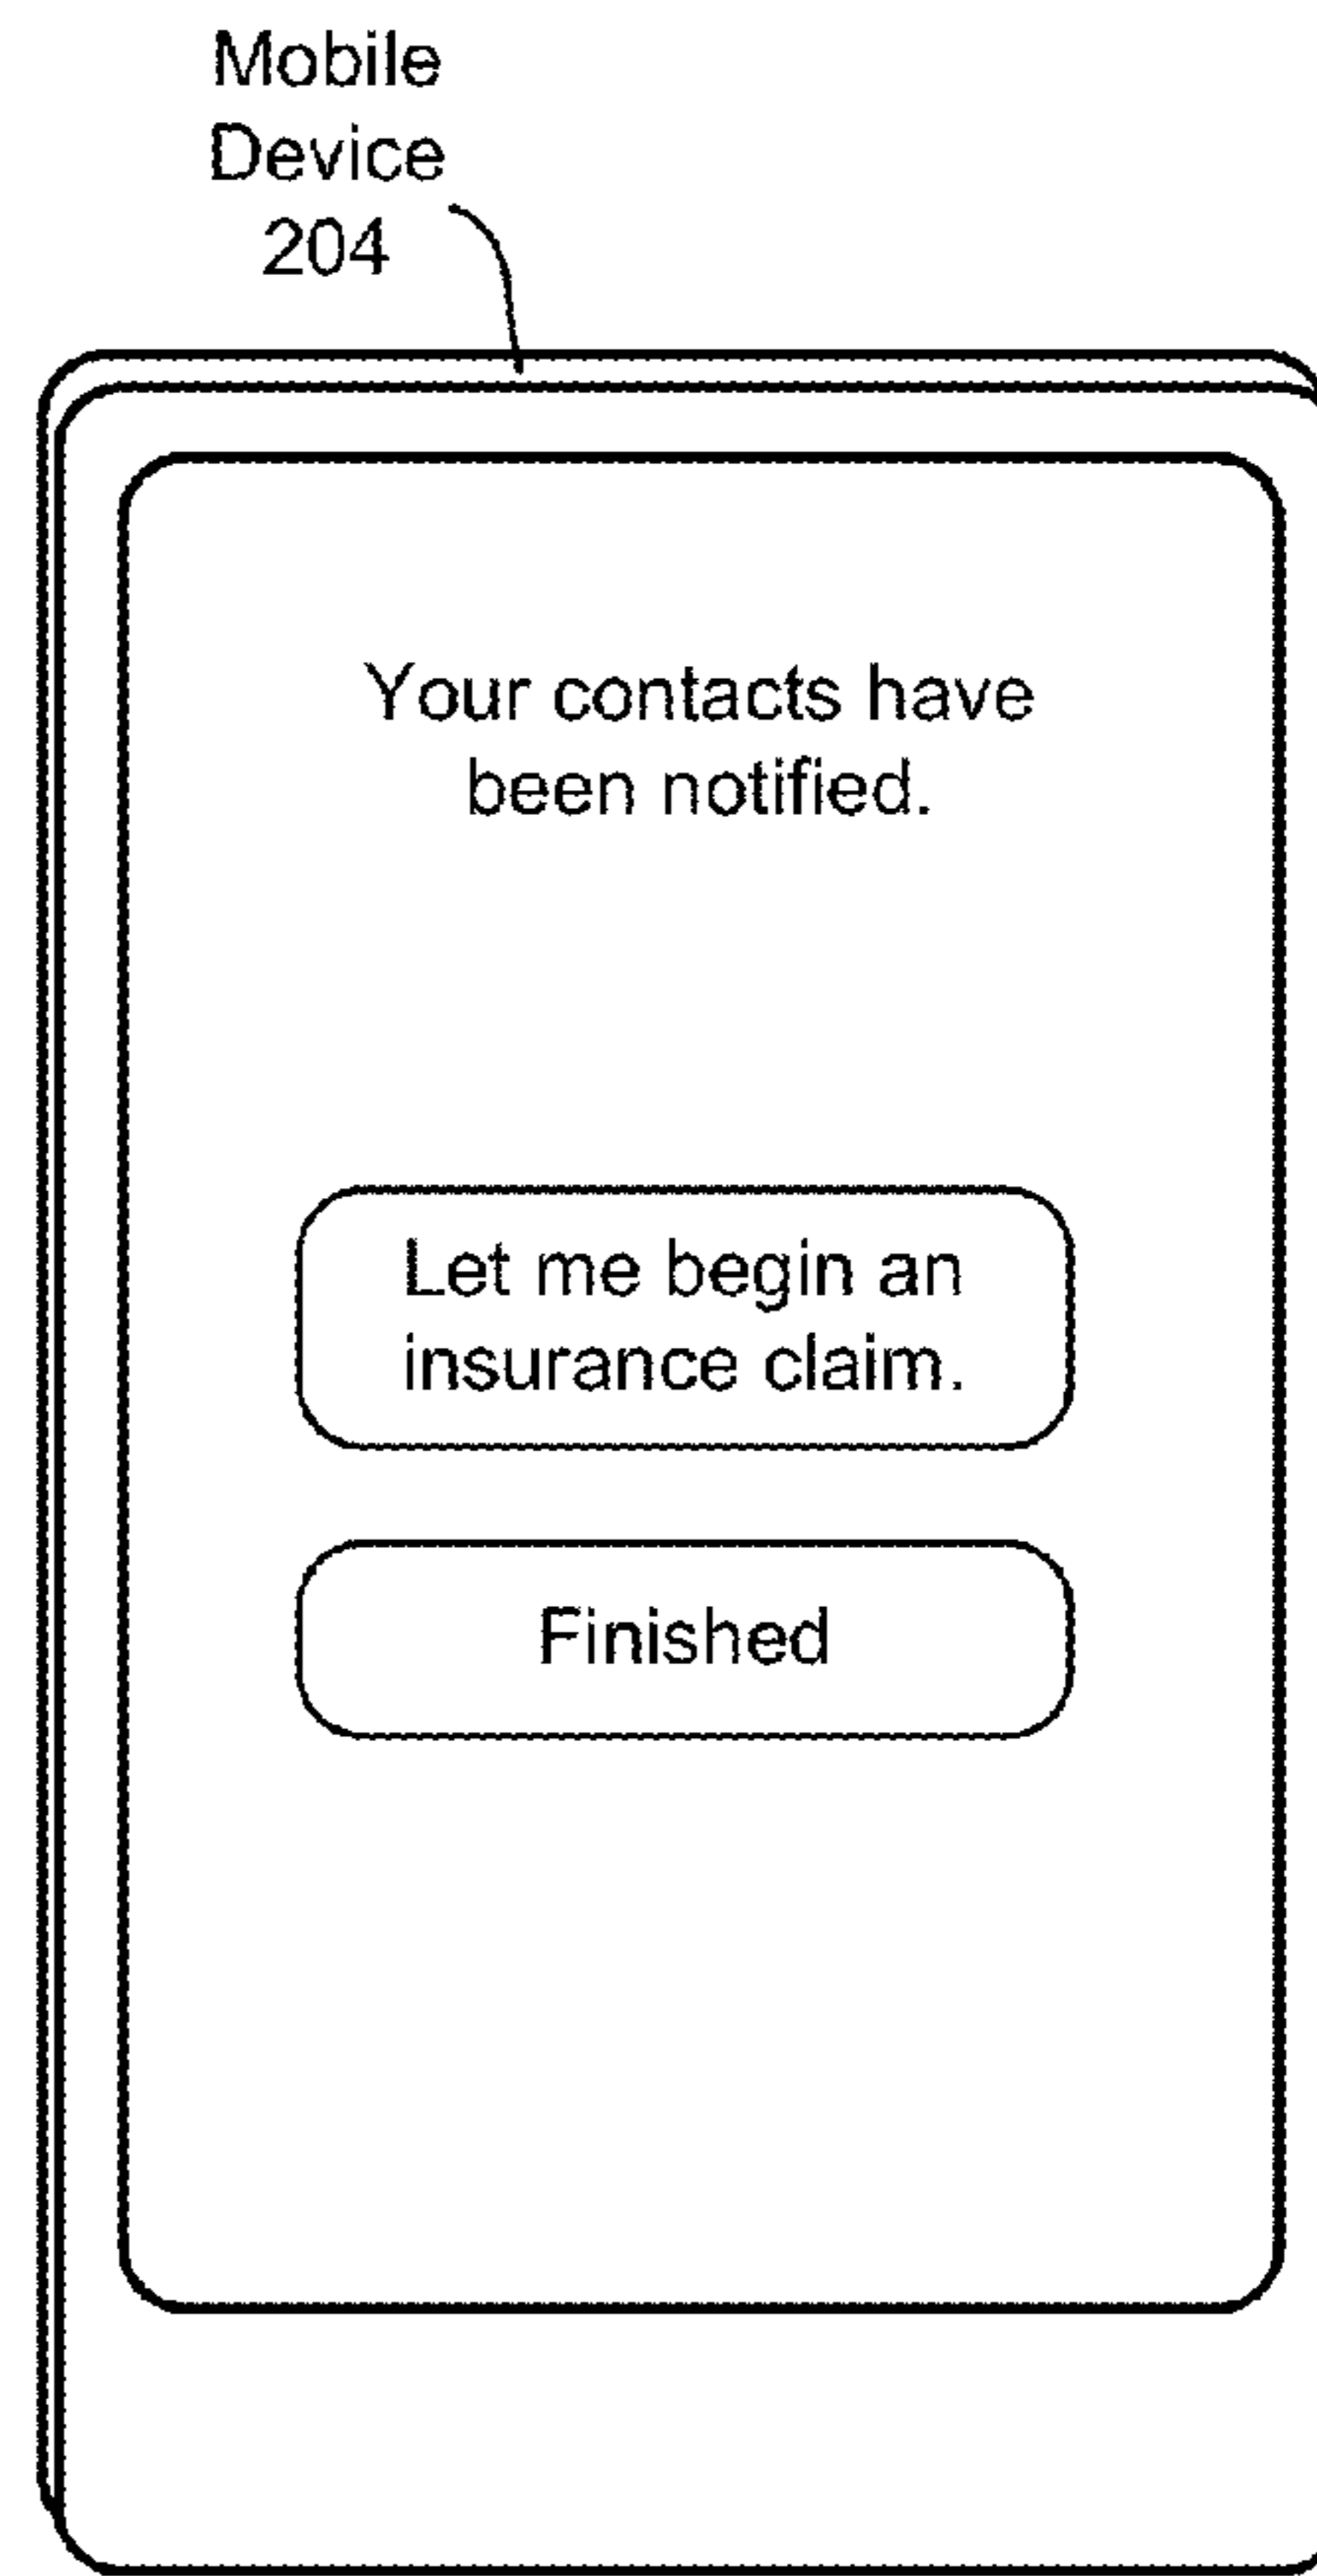 Mobile
Device
204
Your contacts have
been notified.
Let me begin an
insurance claim.
Finished